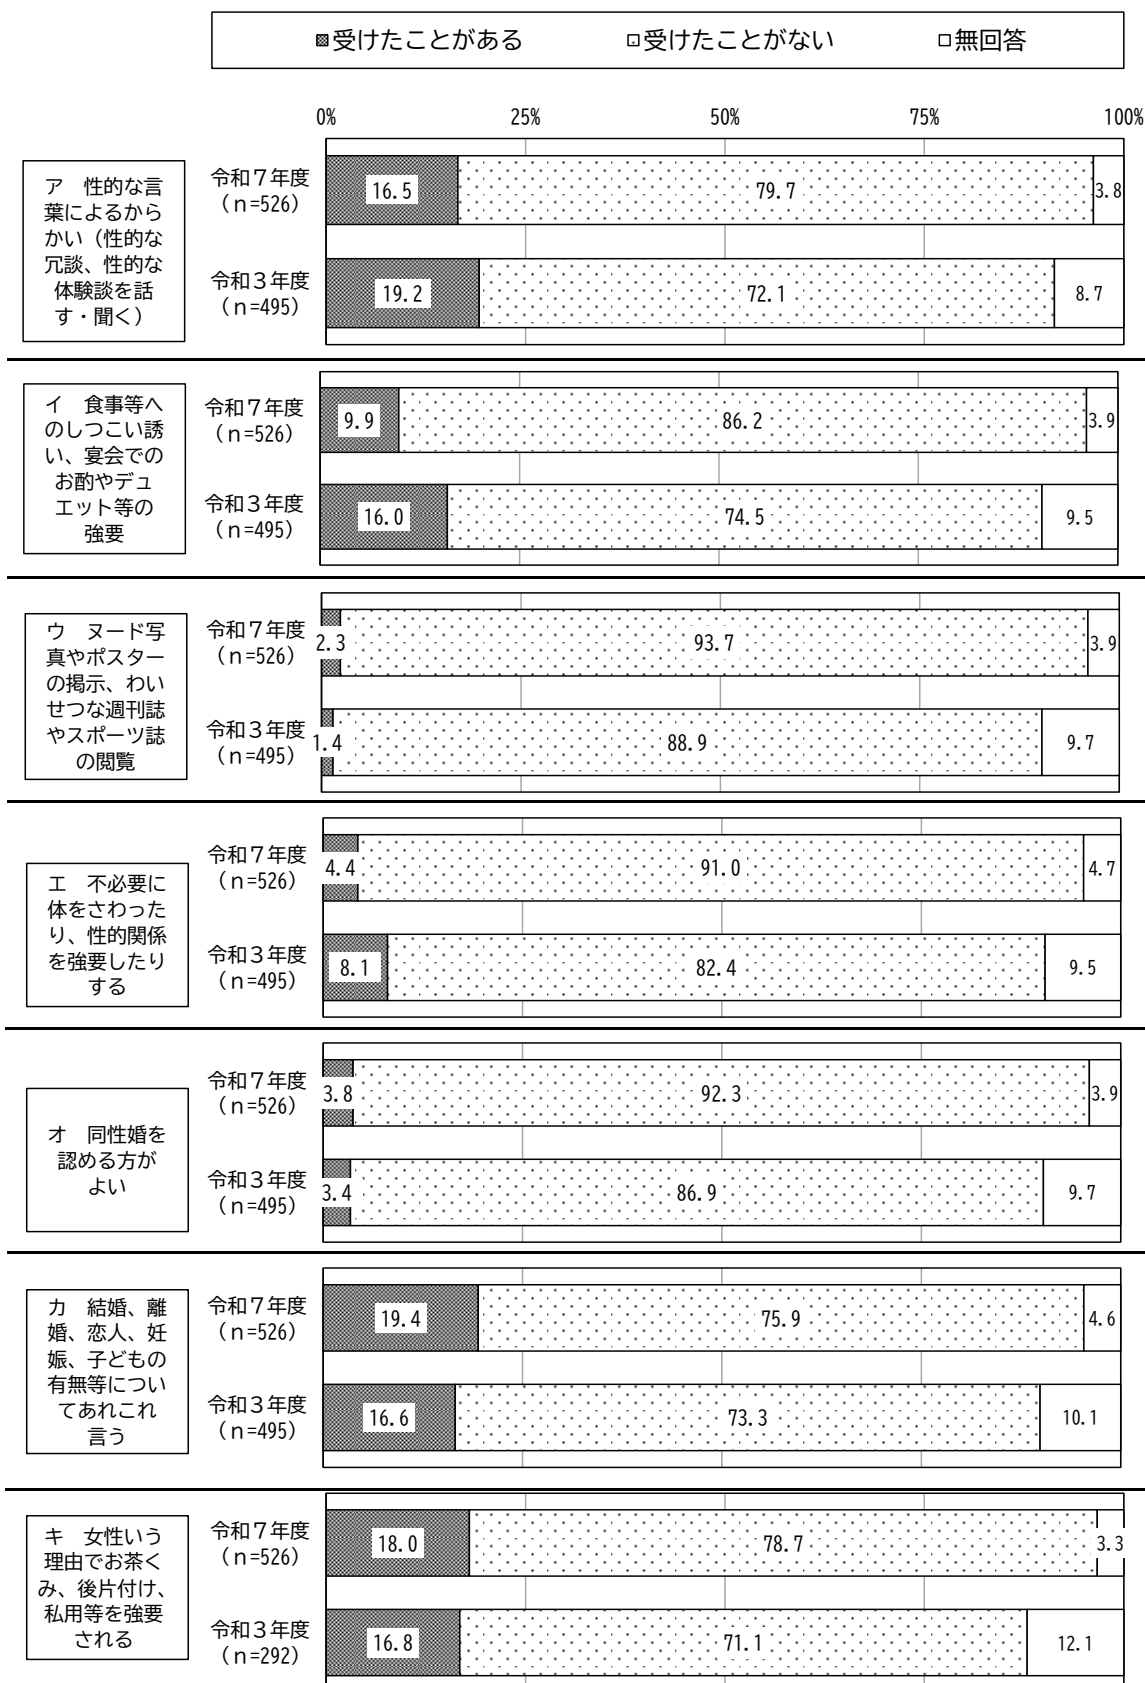 受けたことがある 受けたことがない 無回答
0% 25% 50% 75% 100%
ア 性的な言
葉によるから
かい（性的な
冗談、性的な
体験談を話
す・聞く）
令和７年度
（ｎ=526）
16.5 79.7 3.8
令和３年度
（ｎ=495）
19.2 72.1 8.7
イ 食事等へ
のしつこい誘
い、宴会での
お酌やデュ
エット等の
強要
令和７年度
（ｎ=526）
9.9 86.2 3.9
令和３年度
（ｎ=495）
16.0 74.5 9.5
ウ ヌード写
真やポスター
の掲示、わい
せつな週刊誌
やスポーツ誌
の閲覧
令和７年度
（ｎ=526）
2.3 93.7 3.9
令和３年度
（ｎ=495）
1.4 88.9 9.7
エ 不必要に
体をさわった
り、性的関係
を強要したり
する
令和７年度
（ｎ=526）
4.4 91.0 4.7
令和３年度
（ｎ=495）
8.1 82.4 9.5
オ 同性婚を
認める方が
よい
令和７年度
（ｎ=526）
3.8 92.3 3.9
令和３年度
（ｎ=495）
3.4 86.9 9.7
カ 結婚、離
婚、恋人、妊
娠、子どもの
有無等につい
てあれこれ
言う
令和７年度
（ｎ=526）
19.4 75.9 4.6
令和３年度
（ｎ=495）
16.6 73.3 10.1
キ 女性いう
理由でお茶く
み、後片付け、
私用等を強要
される
令和７年度
（ｎ=526）
18.0 78.7 3.3
令和３年度
（ｎ=292）
16.8 71.1 12.1